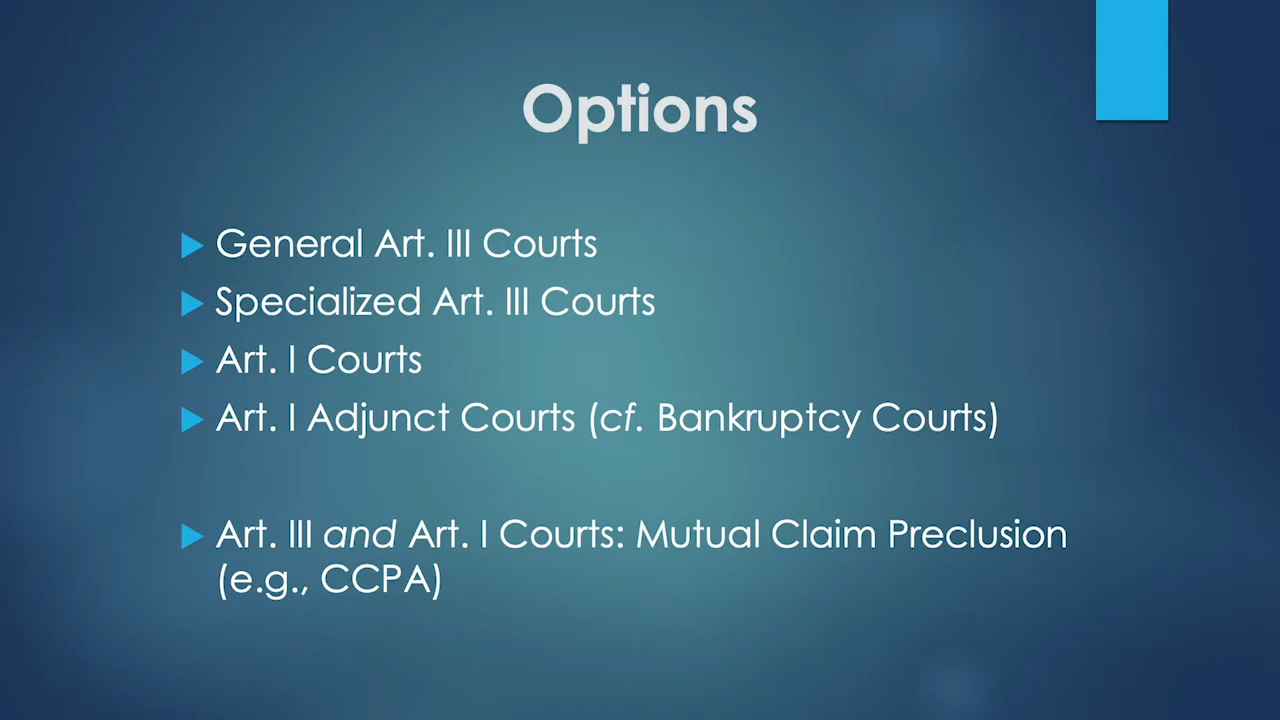 Options
General Art. III Courts
Specialized Art. III Courts
Art. I Courts
Art. I Adjunct Courts (cf. Bankruptcy Courts)
Art. III and Art. I Courts: Mutual Claim Preclusion
(e.g., CCPA)